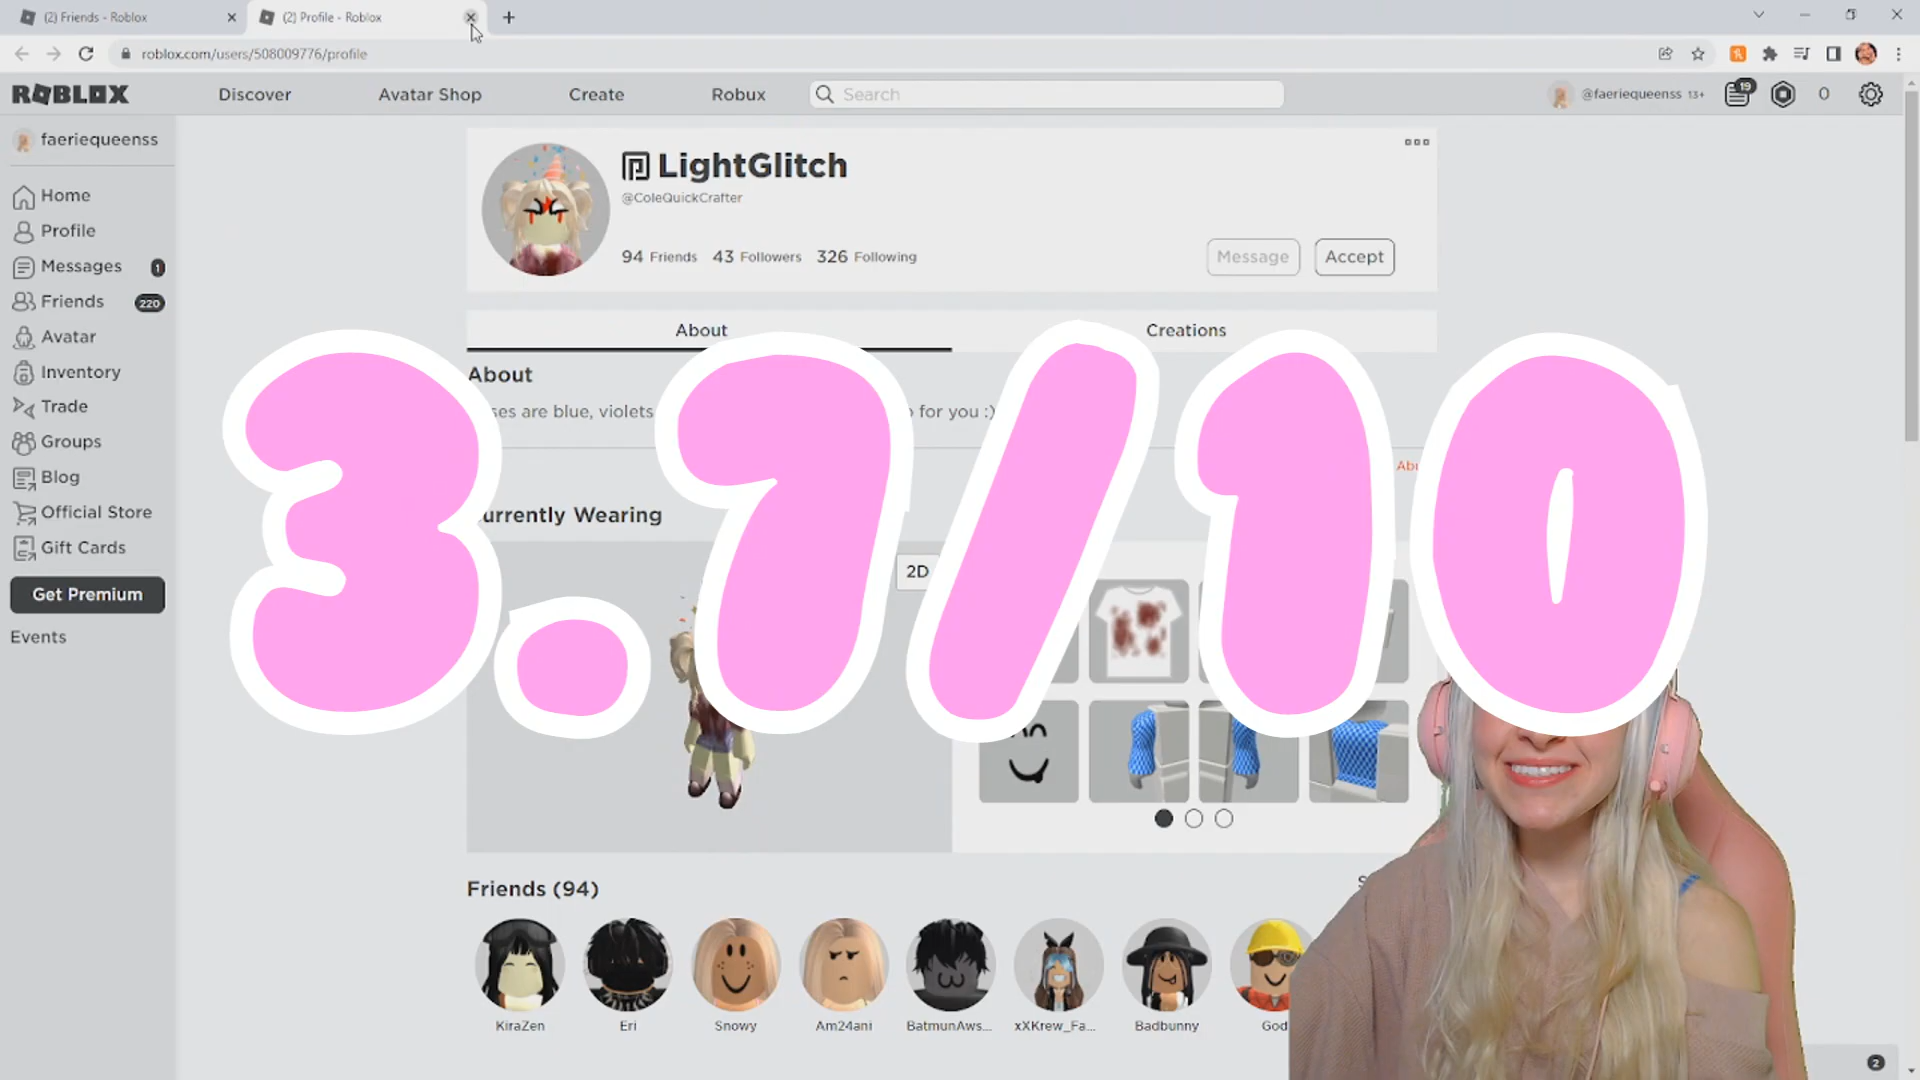 (2) Friends - Roblox
(2) Profile - Roblox
roblox.com/users/508009776/profile
ROBLOX
Discover
Avatar Shop
Create
Robux
Search
@faeriequeenss 13+
19
0
faeriequeenss
LightGlitch
@ColeQuickCrafter
94 Friends 43 Followers 326 Following
Message
Accept
Home
Profile
Messages 1
Friends 220
Avatar
Inventory
Trade
Groups
Blog
Official Store
Gift Cards
Get Premium
Events
About
Creations
About
are blue, violets for you :)
Currently Wearing
2D
3.7/10
Friends (94)
KiraZen
Eri
Snowy
Am24ani
BatmunAws...
xXKrew_Fa...
Badbunny
God
2